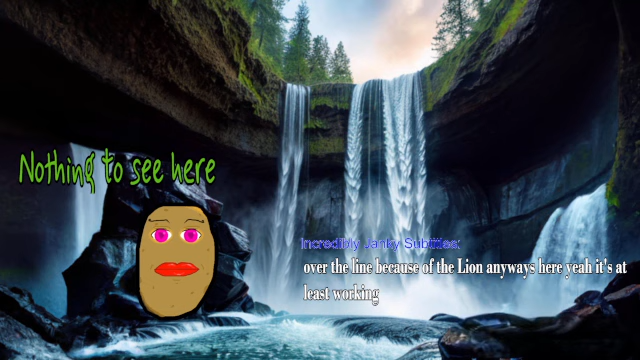 Nothing to see here
Incredibly Janky Subtitles:
over the line because of the Lion anyways here yeah it's at
least working